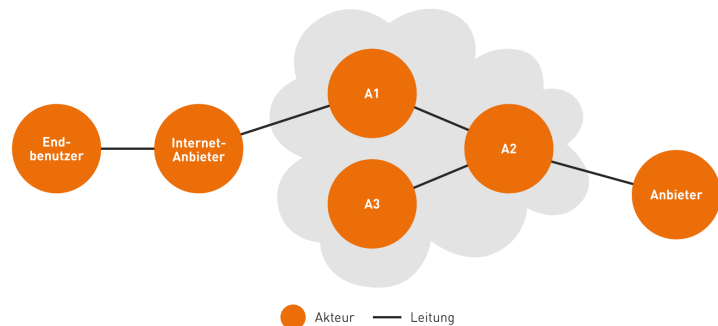 End-
benutzer
Internet-
Anbieter
A1
A2
A3
Anbieter
Akteur
Leitung